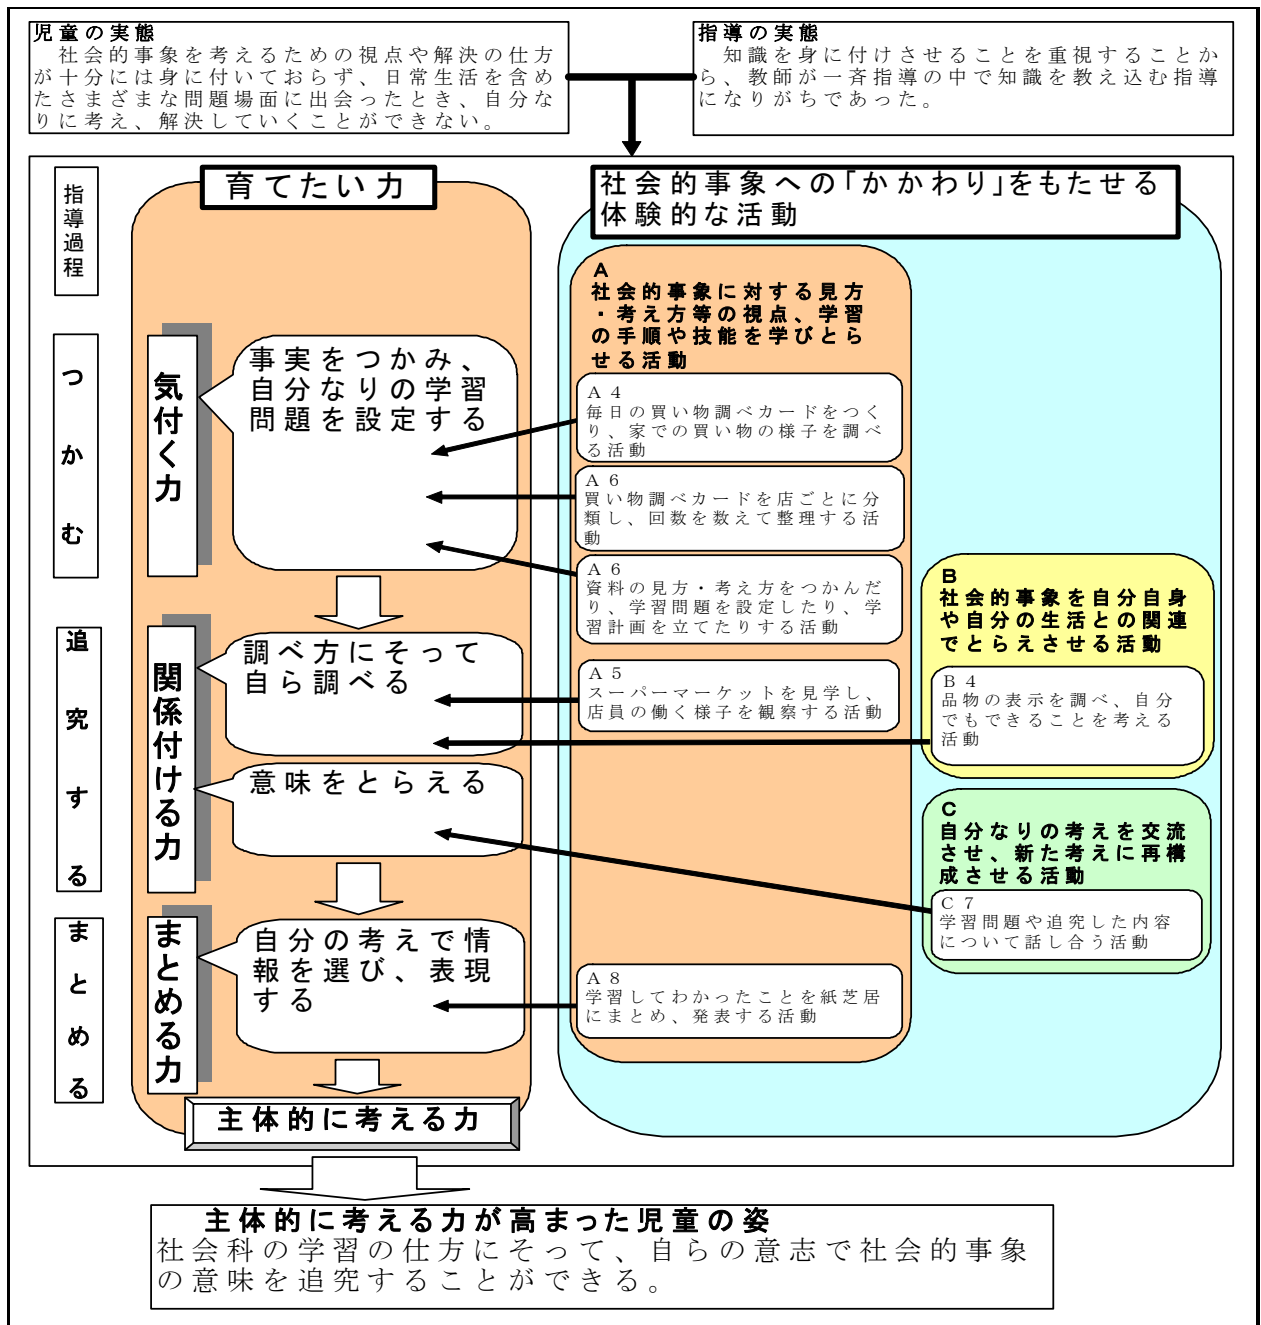 児童の実態
社会的事象を考えるための視点や解決の仕方
が十分には身に付いておらず、日常生活を含め
たさまざまな問題場面に出会ったとき、自分な
りに考え、解決していくことができない。
指導の実態
知識を身に付けさせることを重視することか
ら、教師が一斉指導の中で知識を教え込む指導
になりがちであった。
指導過程
育てたい力
社会的事象への「かかわり」をもたせる
体験的な活動
つかむ
気付く力
事実をつかみ、
自分なりの学習
問題を設定する
A
社会的事象に対する見方
・考え方等の視点、学習
の手順や技能を学びとら
せる活動
A4
毎日の買い物調べカードをつく
り、家での買い物の様子を調べ
る活動
A6
買い物調べカードを店ごとに分
類し、回数を数えて整理する活
動
A6
資料の見方・考え方をつかんだ
り、学習問題を設定したり、学
習計画を立てたりする活動
追究する
関係付ける力
調べ方にそって
自ら調べる
A5
スーパーマーケットを見学し、
店員の働く様子を観察する活動
B
社会的事象を自分自身
や自分の生活との関連
でとらえさせる活動
B4
品物の表示を調べ、自分
でもできることを考える
活動
意味をとらえる
C
自分なりの考えを交流
させ、新た考えに再構
成させる活動
C7
学習問題や追究した内容
について話し合う活動
まとめる
まとめる力
自分の考えで情
報を選び、表現
する
A8
学習してわかったことを紙芝居
にまとめ、発表する活動
主体的に考える力
主体的に考える力が高まった児童の姿
社会科の学習の仕方にそって、自らの意志で社会的事象
の意味を追究することができる。